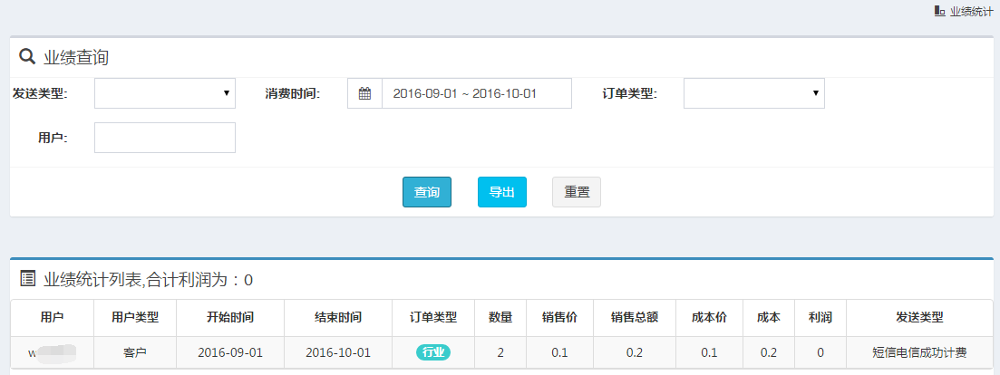 业绩统计
业绩查询
发送类型: 消费时间: 2016-09-01 ~ 2016-10-01 订单类型:
用户:
查询 导出 重置
业绩统计列表,合计利润为：0
用户 用户类型 开始时间 结束时间 订单类型 数量 销售价 销售总额 成本价 成本 利润 发送类型
w 客户 2016-09-01 2016-10-01 行业 2 0.1 0.2 0.1 0.2 0 短信电信成功计费